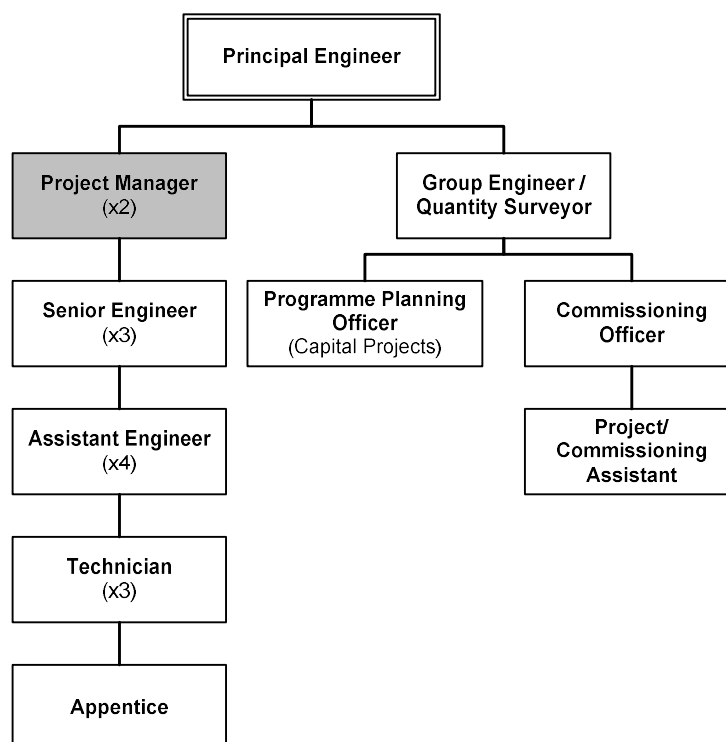 Principal Engineer
Project Manager
(x2)
Group Engineer /
Quantity Surveyor
Senior Engineer
(x3)
Programme Planning
Officer
(Capital Projects)
Commissioning
Officer
Assistant Engineer
(x4)
Project/
Commissioning
Assistant
Technician
(x3)
Appentice